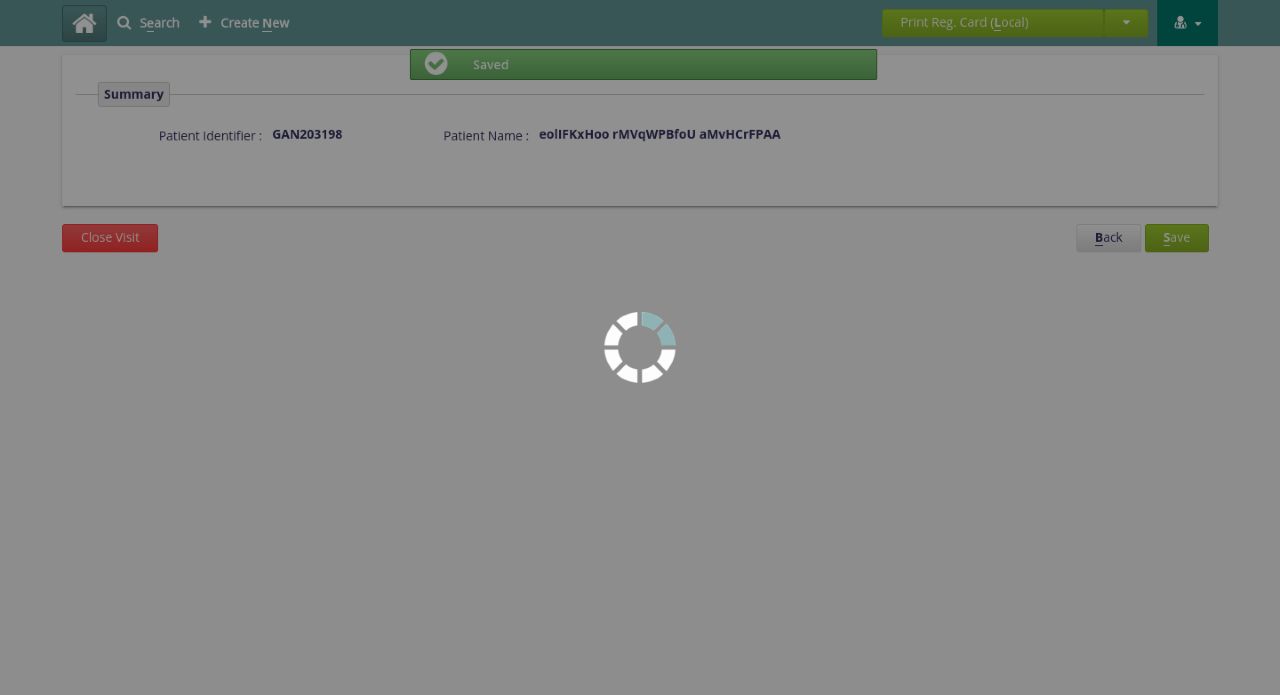 Search Create New Print Reg. Card (Local)
Saved
Summary
Patient Identifier : GAN203198 Patient Name : eolIFKxHoo rMVqWPBfoU aMvHCrFPAA
Close Visit Back Save